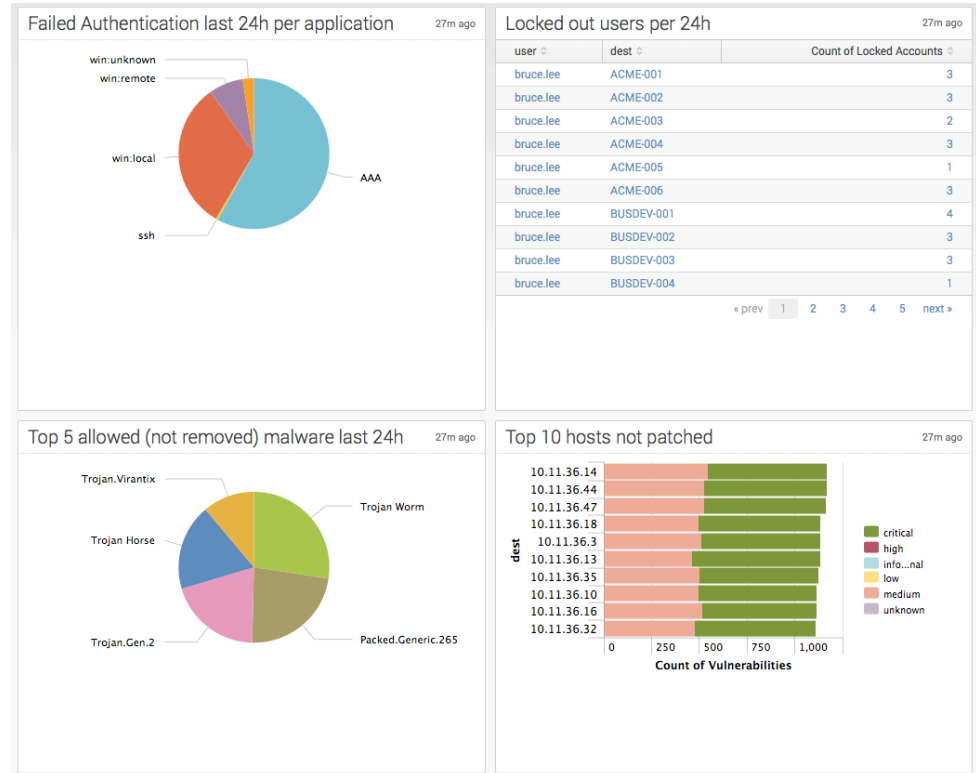 Failed Authentication last 24h per application 27m ago
win:unknown
win:remote
win:local
AAA
ssh
Locked out users per 24h 27m ago
user dest Count of Locked Accounts
bruce.lee ACME-001 3
bruce.lee ACME-002 3
bruce.lee ACME-003 2
bruce.lee ACME-004 3
bruce.lee ACME-005 1
bruce.lee ACME-006 3
bruce.lee BUSDEV-001 4
bruce.lee BUSDEV-002 3
bruce.lee BUSDEV-003 3
bruce.lee BUSDEV-004 1
« prev 1 2 3 4 5 next »
Top 5 allowed (not removed) malware last 24h 27m ago
Trojan.Virantix
Trojan Worm
Trojan Horse
Trojan.Gen.2
Packed.Generic.265
Top 10 hosts not patched 27m ago
dest
10.11.36.14
10.11.36.44
10.11.36.47
10.11.36.18
10.11.36.3
10.11.36.13
10.11.36.35
10.11.36.10
10.11.36.16
10.11.36.32
0 250 500 750 1,000
Count of Vulnerabilities
critical
high
info...nal
low
medium
unknown